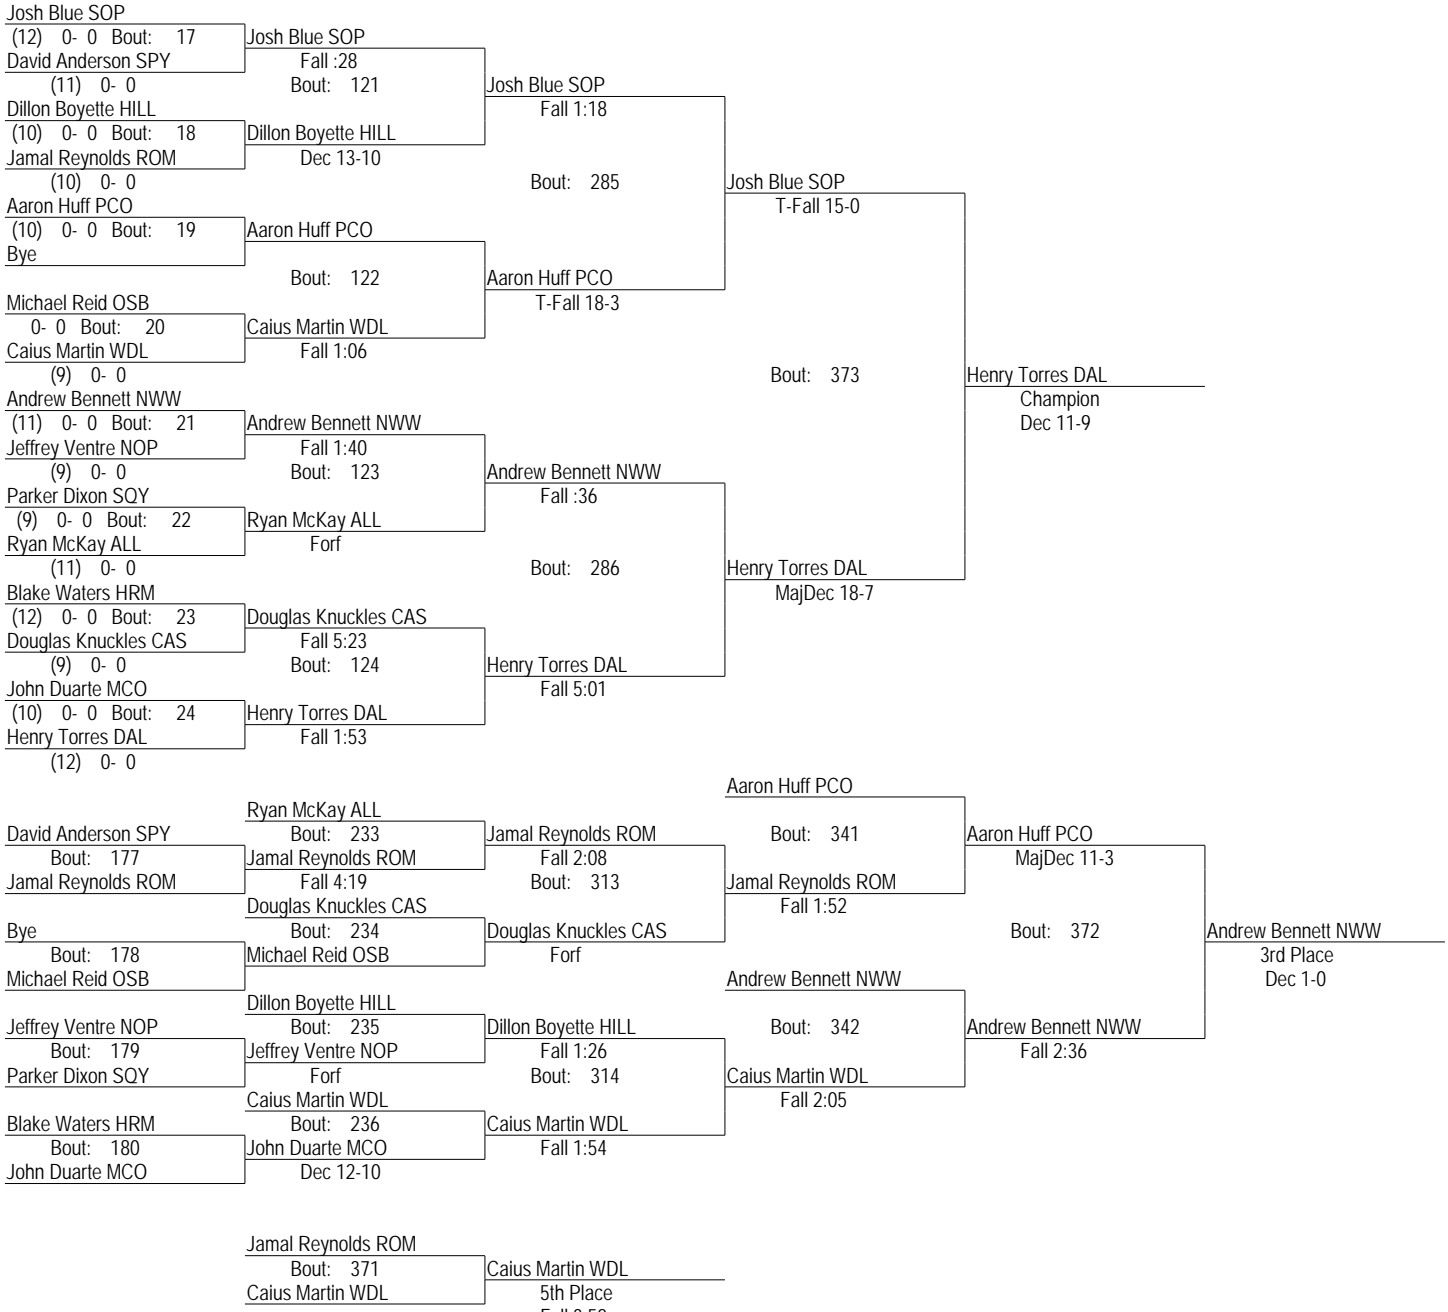 Josh Blue SOP
(12) 0- 0 Bout: 17 Josh Blue SOP
David Anderson SPY Fall :28
(11) 0- 0 Bout: 121 Josh Blue SOP
Dillon Boyette HILL Fall 1:18
(10) 0- 0 Bout: 18 Dillon Boyette HILL
Jamal Reynolds ROM Dec 13-10
(10) 0- 0 Bout: 285 Josh Blue SOP
Aaron Huff PCO T-Fall 15-0
(10) 0- 0 Bout: 19 Aaron Huff PCO
Bye
Bout: 122 Aaron Huff PCO
Michael Reid OSB T-Fall 18-3
0- 0 Bout: 20 Caius Martin WDL
Caius Martin WDL Fall 1:06
(9) 0- 0 Bout: 373 Henry Torres DAL
Andrew Bennett NWW Champion
(11) 0- 0 Bout: 21 Andrew Bennett NWW Dec 11-9
Jeffrey Ventre NOP Fall 1:40
(9) 0- 0 Bout: 123 Andrew Bennett NWW
Parker Dixon SQY Fall :36
(9) 0- 0 Bout: 22 Ryan McKay ALL
Ryan McKay ALL Forf
(11) 0- 0 Bout: 286 Henry Torres DAL
Blake Waters HRM MajDec 18-7
(12) 0- 0 Bout: 23 Douglas Knuckles CAS
Douglas Knuckles CAS Fall 5:23
(9) 0- 0 Bout: 124 Henry Torres DAL
John Duarte MCO Fall 5:01
(10) 0- 0 Bout: 24 Henry Torres DAL
Henry Torres DAL Fall 1:53
(12) 0- 0
Aaron Huff PCO
Ryan McKay ALL
David Anderson SPY Bout: 233 Jamal Reynolds ROM Bout: 341 Aaron Huff PCO
Bout: 177 Jamal Reynolds ROM Fall 2:08 MajDec 11-3
Jamal Reynolds ROM Fall 4:19 Bout: 313 Jamal Reynolds ROM
Douglas Knuckles CAS Fall 1:52
Bye Bout: 234 Douglas Knuckles CAS Bout: 372 Andrew Bennett NWW
Bout: 178 Michael Reid OSB Forf 3rd Place
Michael Reid OSB Andrew Bennett NWW Dec 1-0
Dillon Boyette HILL
Jeffrey Ventre NOP Bout: 235 Dillon Boyette HILL Bout: 342 Andrew Bennett NWW
Bout: 179 Jeffrey Ventre NOP Fall 1:26 Fall 2:36
Parker Dixon SQY Forf Bout: 314 Caius Martin WDL
Caius Martin WDL Fall 2:05
Blake Waters HRM Bout: 236 Caius Martin WDL
Bout: 180 John Duarte MCO Fall 1:54
John Duarte MCO Dec 12-10
Jamal Reynolds ROM
Bout: 371 Caius Martin WDL
Caius Martin WDL 5th Place